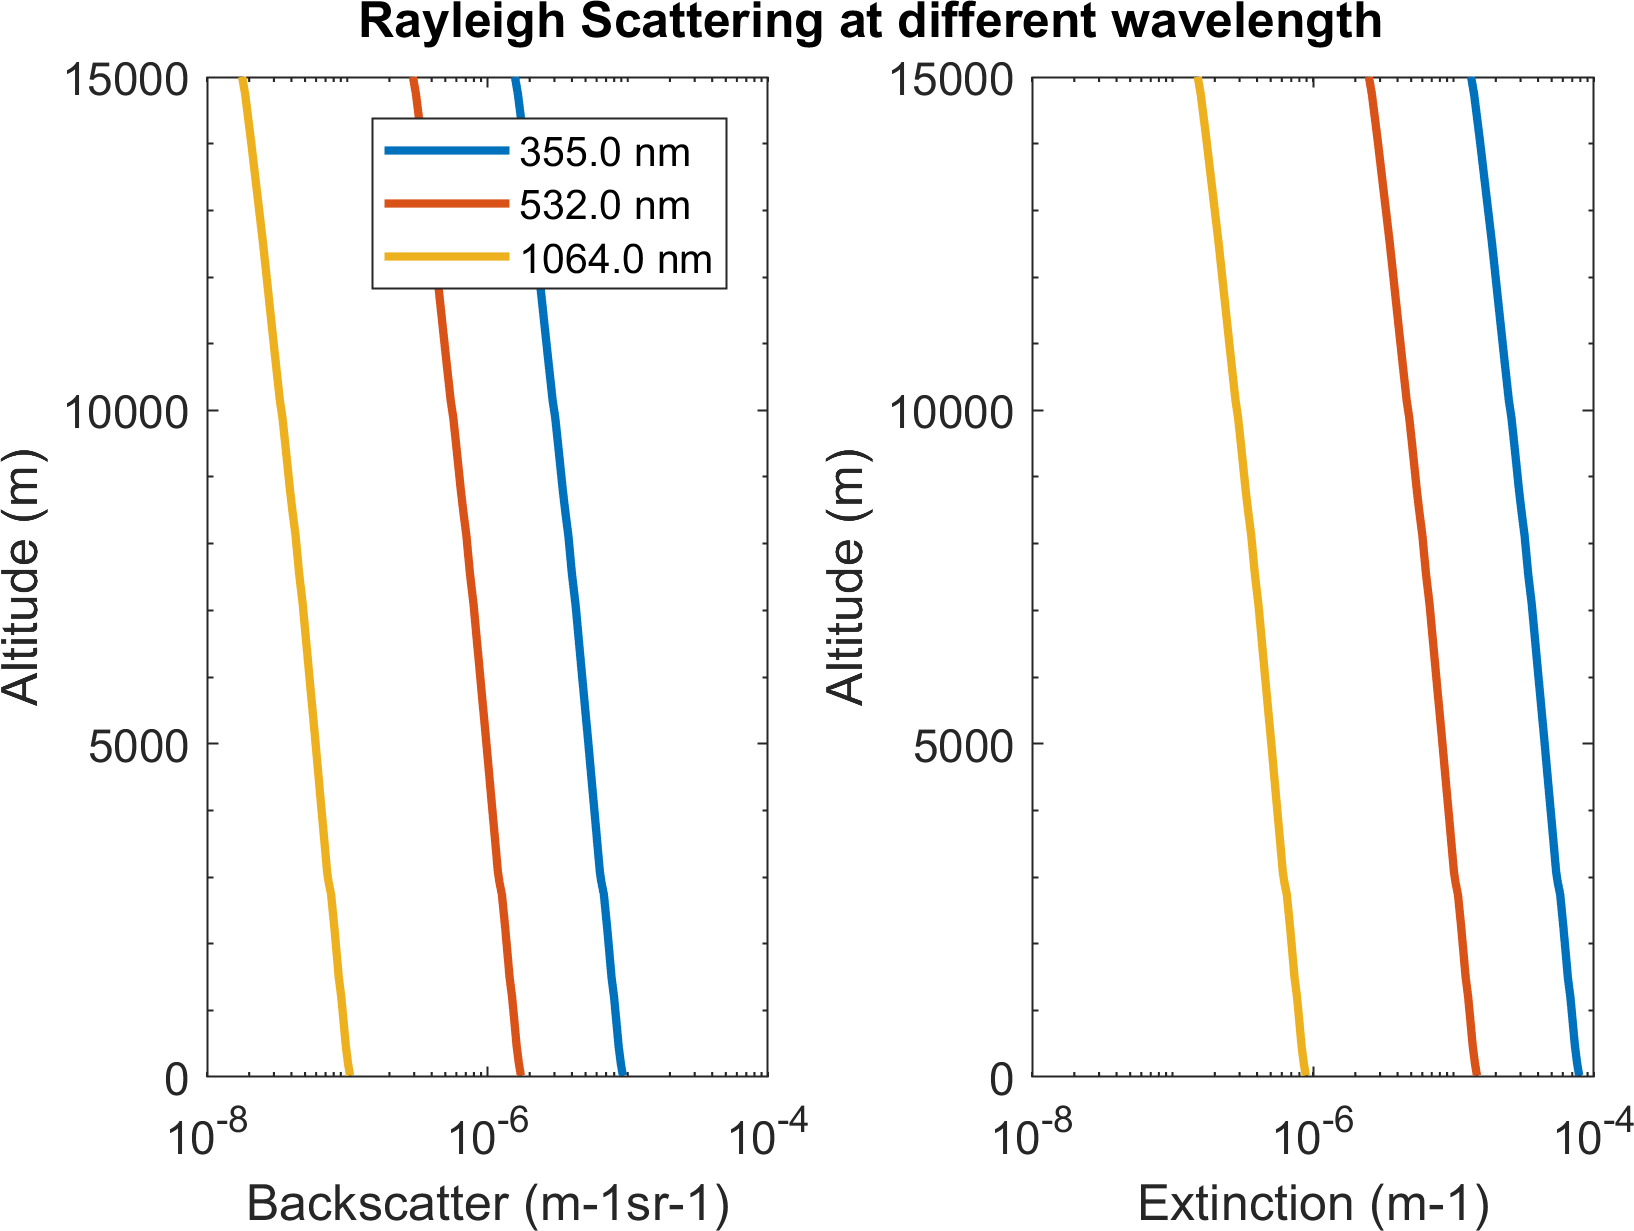 Rayleigh Scattering at different wavelength
15000
10000
5000
0
Altitude (m)
10-8
10-6
10-4
Backscatter (m-1sr-1)
355.0 nm
532.0 nm
1064.0 nm
15000
10000
5000
0
Altitude (m)
10-8
10-6
10-4
Extinction (m-1)